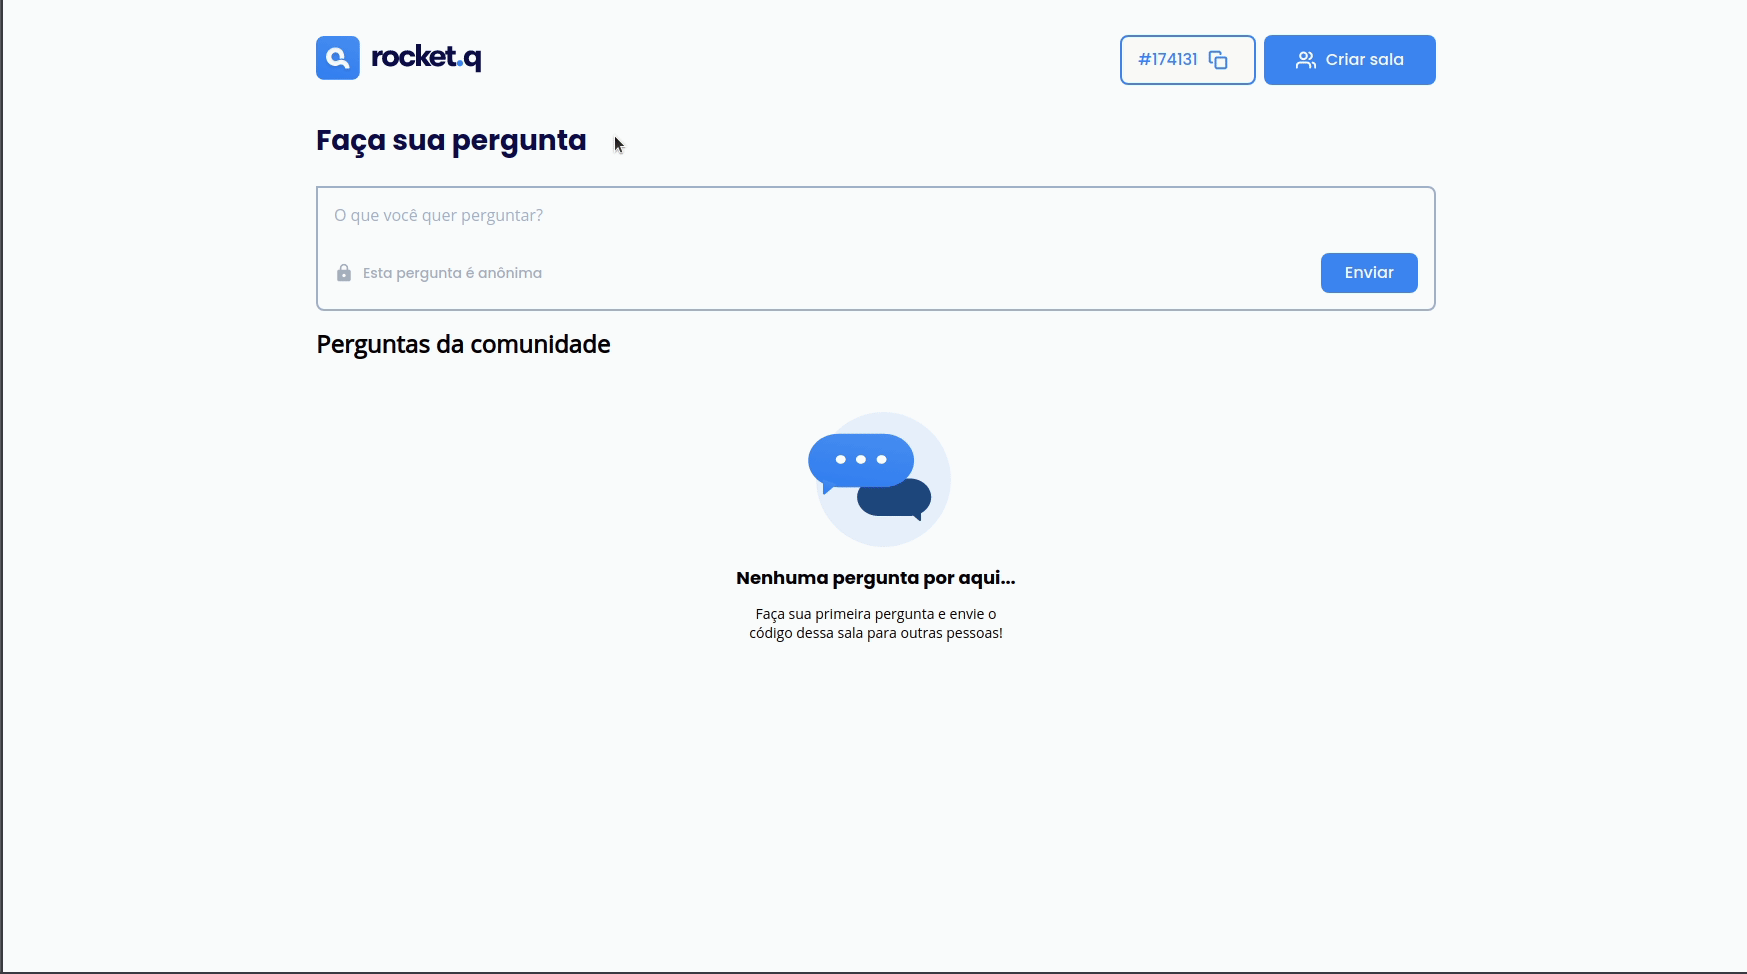 rocket.q
#174131
Criar sala
Faça sua pergunta
O que você quer perguntar?
Esta pergunta é anônima
Enviar
Perguntas da comunidade
Nenhuma pergunta por aqui...
Faça sua primeira pergunta e envie o
código dessa sala para outras pessoas!